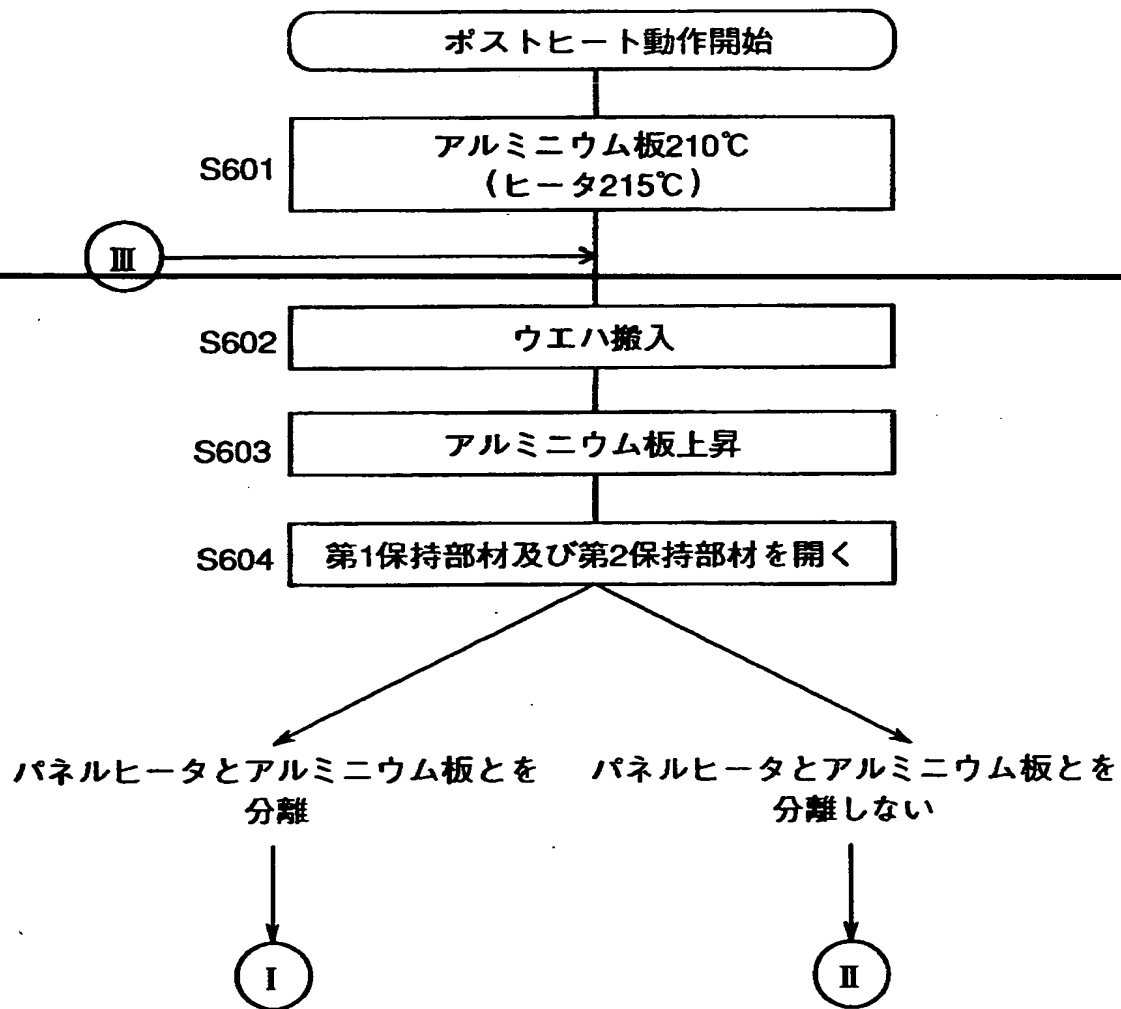 ポストヒート動作開始
S601
アルミニウム板210℃
(ヒータ215℃)
Ⅲ
S602
ウエハ搬入
S603
アルミニウム板上昇
S604
第1保持部材及び第2保持部材を開く
パネルヒータとアルミニウム板とを
分離
パネルヒータとアルミニウム板とを
分離しない
Ⅰ
Ⅱ